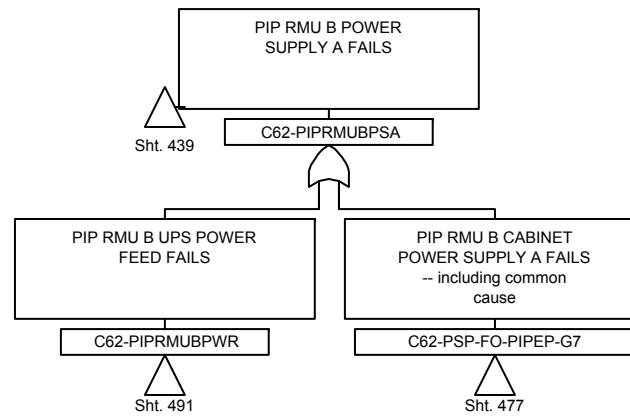 PIP RMU B POWER
SUPPLY A FAILS
Sht. 439
C62-PIPRMUBPSA
PIP RMU B UPS POWER
FEED FAILS
C62-PIPRMUBPWR
Sht. 491
PIP RMU B CABINET
POWER SUPPLY A FAILS
-- including common
cause
C62-PSP-FO-PIPEP-G7
Sht. 477